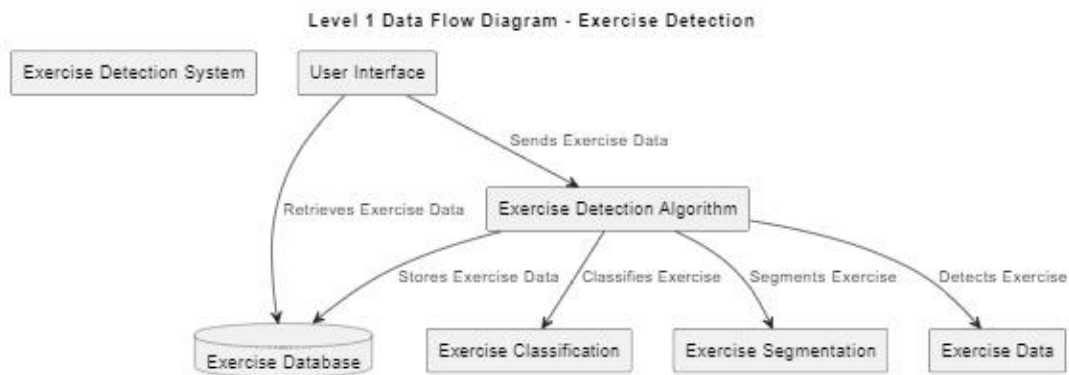 Level 1 Data Flow Diagram - Exercise Detection
Exercise Detection System
User Interface
Sends Exercise Data
Retrieves Exercise Data
Exercise Detection Algorithm
Stores Exercise Data
Classifies Exercise
Segments Exercise
Detects Exercise
Exercise Database
Exercise Classification
Exercise Segmentation
Exercise Data